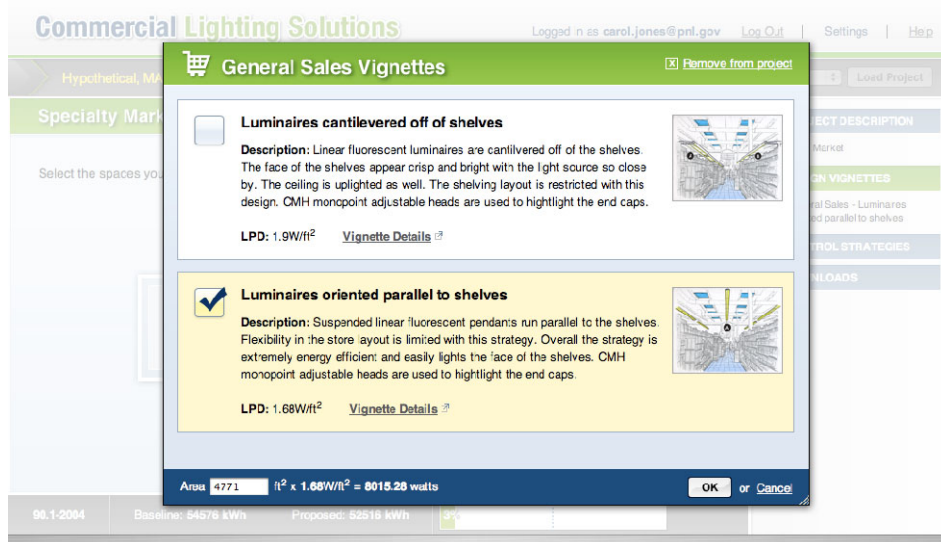 Commercial Lighting Solutions
Logged in as carol.jones@pnl.gov Log Out | Settings | Help
Hypothetical, MA
Load Project
General Sales Vignettes
X Remove from project
Specialty Mark
JECT DESCRIPTION
Market
Select the spaces you
GN VIGNETTES
ral Sales - Luminaires
ed parallel to shelves
TROL STRATEGIES
NLOADS
Luminaires cantilevered off of shelves
Description: Linear fluorescent luminaires are cantilvered off of the shelves.
The face of the shelves appear crisp and bright with the light source so close
by. The ceiling is uplighted as well. The shelving layout is restricted with this
design. CMH monopoint adjustable heads are used to hightlight the end caps.
LPD: 1.9W/ft² Vignette Details
Luminaires oriented parallel to shelves
Description: Suspended linear fluorescent pendants run parallel to the shelves.
Flexibility in the store layout is limited with this strategy. Overall the strategy is
extremely energy efficient and easily lights the face of the shelves. CMH
monopoint adjustable heads are used to hightlight the end caps.
LPD: 1.68W/ft² Vignette Details
Area 4771 ft² x 1.68W/ft² = 8015.28 watts
OK or Cancel
90.1-2004 Baseline: 54576 kWh Proposed: 52516 kWh 3%